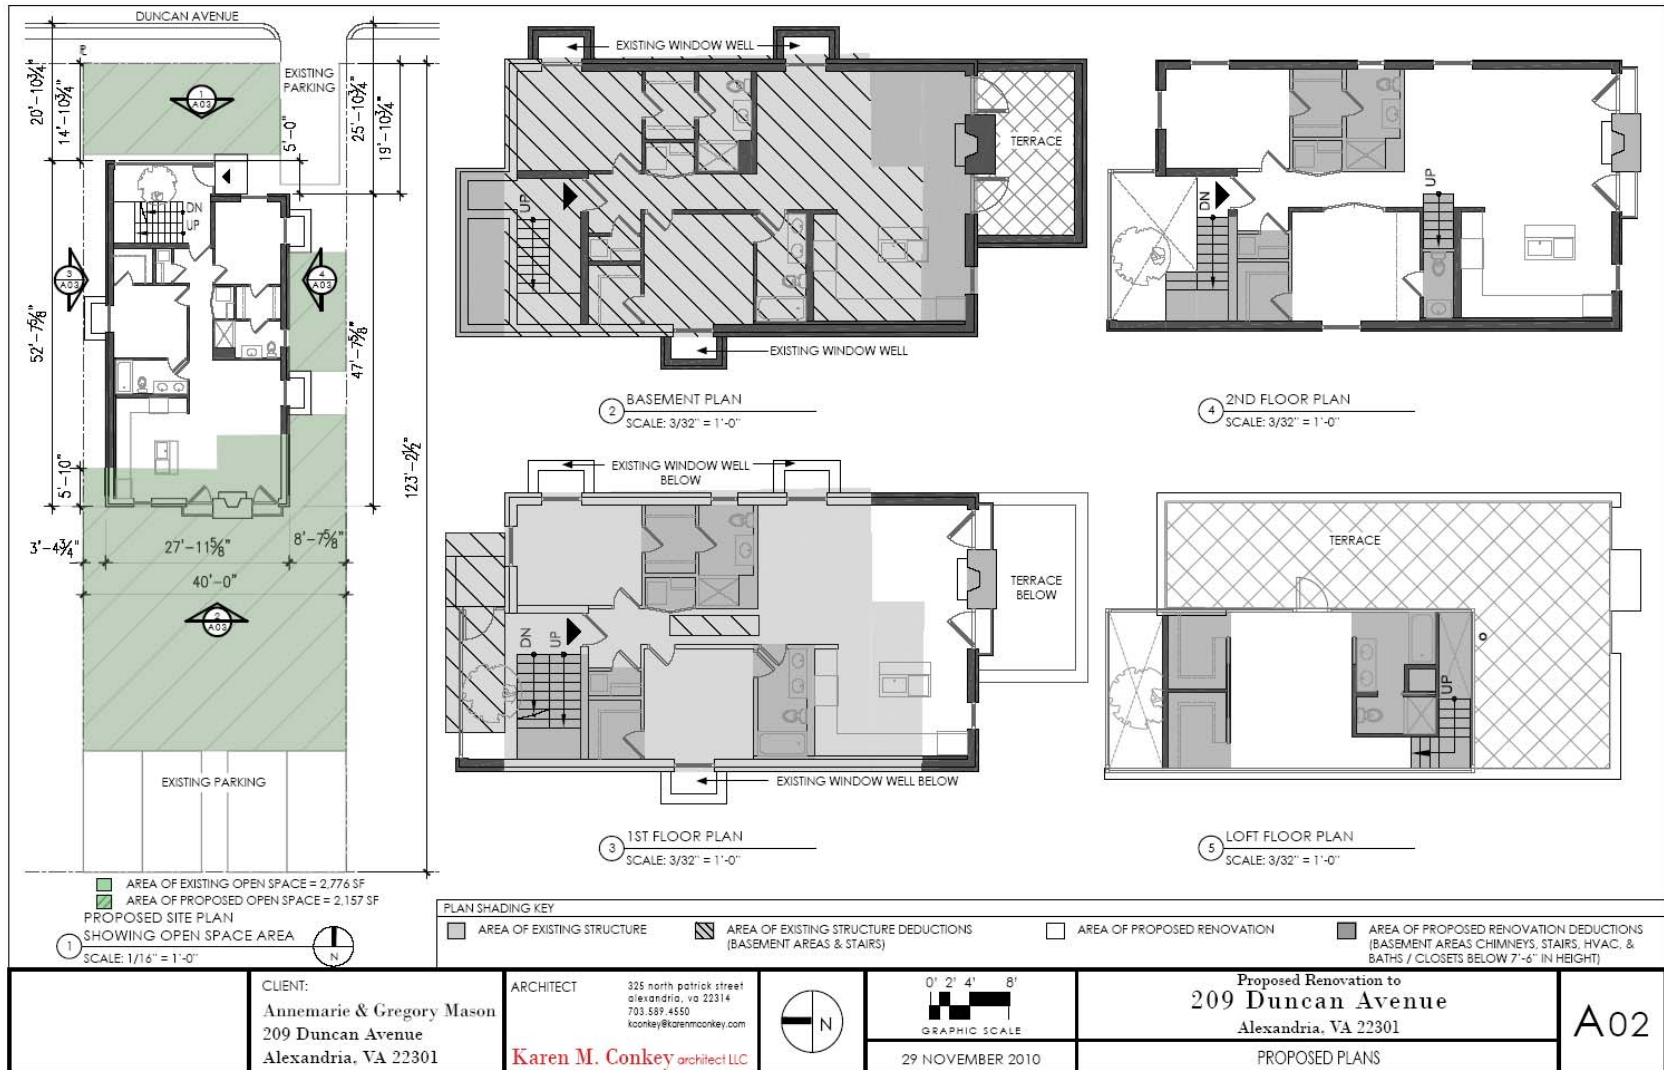 DUNCAN AVENUE
PL
EXISTING
PARKING
20'-10¾"
14'-10¾"
5'-0"
25'-10¾"
19'-10¾"
1
A03
DN
UP
3
A03
4
A03
52'-7⅝"
47'-7⅝"
123'-2½"
5'-10"
3'-4¾"
27'-11⅝"
8'-7⅝"
40'-0"
2
A03
EXISTING PARKING
AREA OF EXISTING OPEN SPACE = 2,776 SF
AREA OF PROPOSED OPEN SPACE = 2,157 SF
1
PROPOSED SITE PLAN
SHOWING OPEN SPACE AREA
SCALE: 1/16" = 1'-0"
N
EXISTING WINDOW WELL
UP
TERRACE
EXISTING WINDOW WELL
2
BASEMENT PLAN
SCALE: 3/32" = 1'-0"
DN
UP
4
2ND FLOOR PLAN
SCALE: 3/32" = 1'-0"
EXISTING WINDOW WELL
BELOW
DN
UP
TERRACE
BELOW
EXISTING WINDOW WELL BELOW
3
1ST FLOOR PLAN
SCALE: 3/32" = 1'-0"
TERRACE
UP
5
LOFT FLOOR PLAN
SCALE: 3/32" = 1'-0"
PLAN SHADING KEY
AREA OF EXISTING STRUCTURE
AREA OF EXISTING STRUCTURE DEDUCTIONS
(BASEMENT AREAS & STAIRS)
AREA OF PROPOSED RENOVATION
AREA OF PROPOSED RENOVATION DEDUCTIONS
(BASEMENT AREAS CHIMNEYS, STAIRS, HVAC, &
BATHS / CLOSETS BELOW 7'-6" IN HEIGHT)
CLIENT:
Annemarie & Gregory Mason
209 Duncan Avenue
Alexandria, VA 22301
ARCHITECT
325 north patrick street
alexandria, va 22314
703.589.4550
kconkey@karenmconkey.com
Karen M. Conkey architect LLC
N
0' 2' 4' 8'
GRAPHIC SCALE
29 NOVEMBER 2010
Proposed Renovation to
209 Duncan Avenue
Alexandria, VA 22301
PROPOSED PLANS
A02